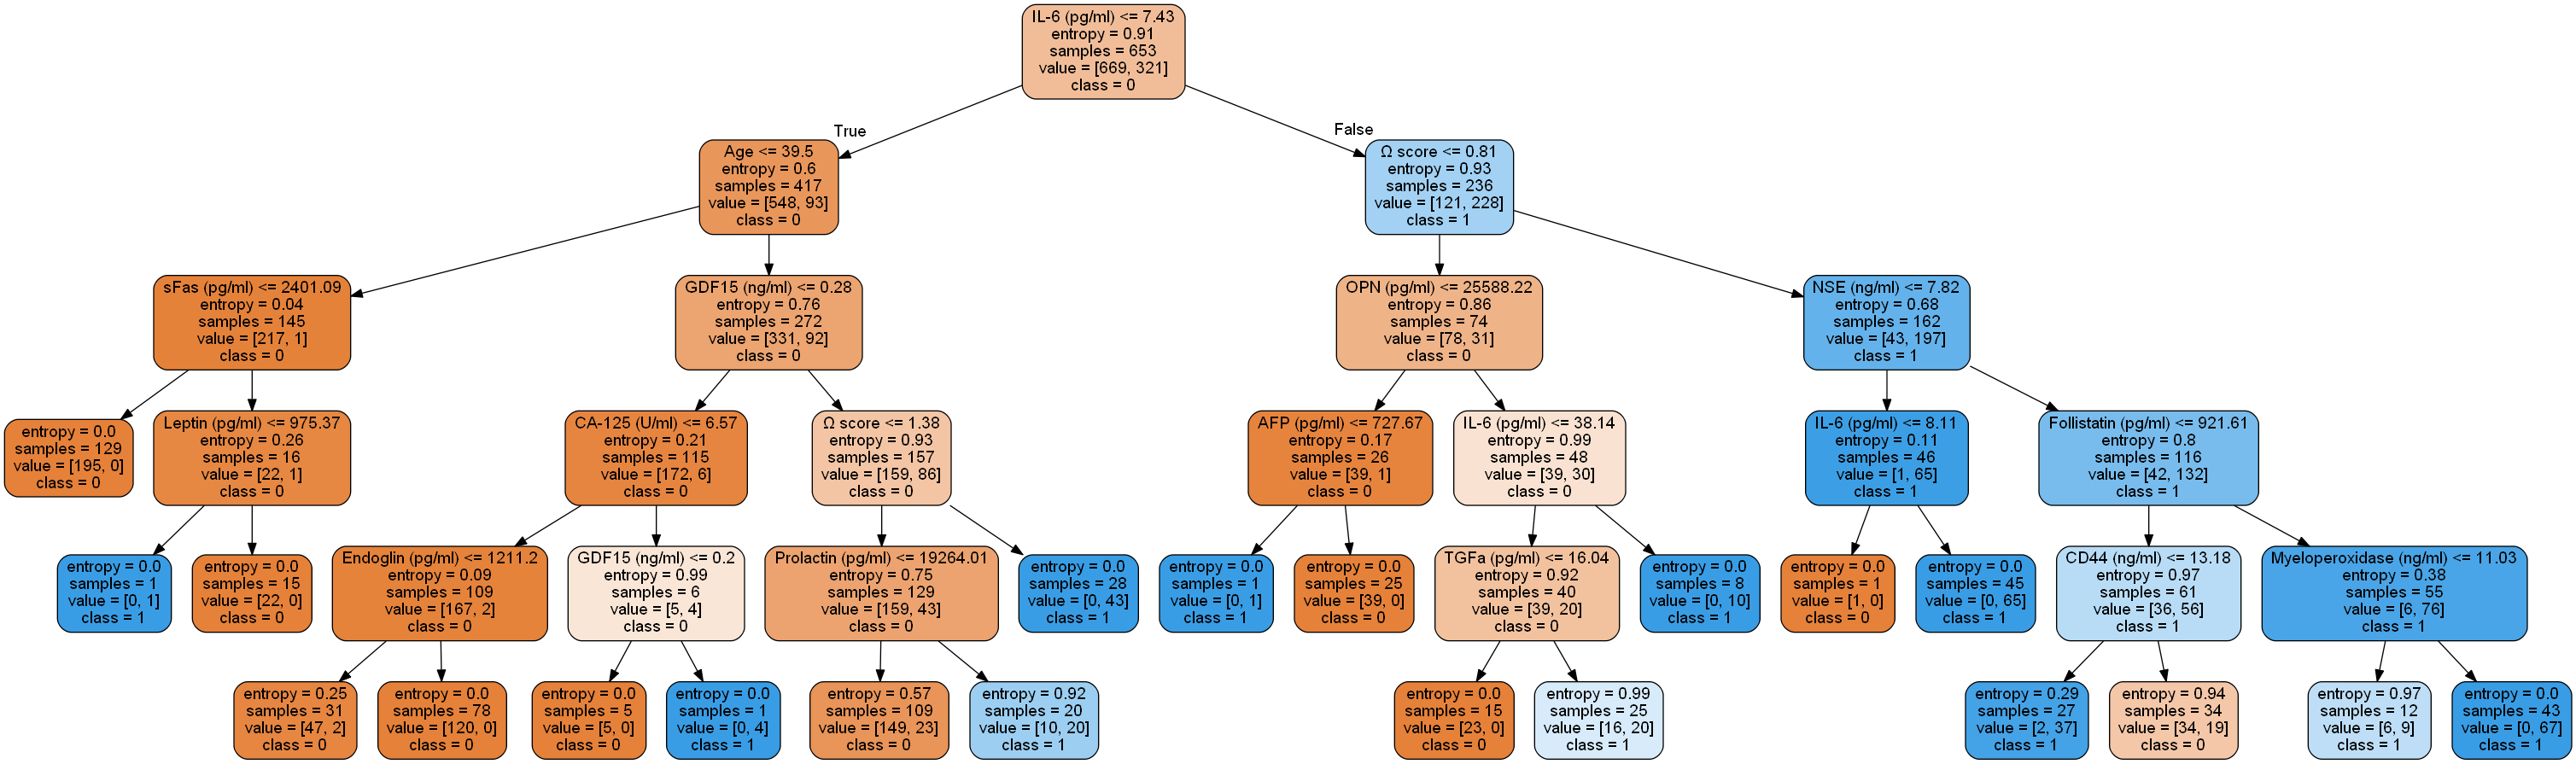 IL-6 (pg/ml) <= 7.43
entropy = 0.91
samples = 653
value = [669, 321]
class = 0
True
False
Age <= 39.5
entropy = 0.6
samples = 417
value = [548, 93]
class = 0
Ω score <= 0.81
entropy = 0.93
samples = 236
value = [121, 228]
class = 1
sFas (pg/ml) <= 2401.09
entropy = 0.04
samples = 145
value = [217, 1]
class = 0
GDF15 (ng/ml) <= 0.28
entropy = 0.76
samples = 272
value = [331, 92]
class = 0
OPN (pg/ml) <= 25588.22
entropy = 0.86
samples = 74
value = [78, 31]
class = 0
NSE (ng/ml) <= 7.82
entropy = 0.68
samples = 162
value = [43, 197]
class = 1
entropy = 0.0
samples = 129
value = [195, 0]
class = 0
Leptin (pg/ml) <= 975.37
entropy = 0.26
samples = 16
value = [22, 1]
class = 0
CA-125 (U/ml) <= 6.57
entropy = 0.21
samples = 115
value = [172, 6]
class = 0
Ω score <= 1.38
entropy = 0.93
samples = 157
value = [159, 86]
class = 0
AFP (pg/ml) <= 727.67
entropy = 0.17
samples = 26
value = [39, 1]
class = 0
IL-6 (pg/ml) <= 38.14
entropy = 0.99
samples = 48
value = [39, 30]
class = 0
IL-6 (pg/ml) <= 8.11
entropy = 0.11
samples = 46
value = [1, 65]
class = 1
Follistatin (pg/ml) <= 921.61
entropy = 0.8
samples = 116
value = [42, 132]
class = 1
entropy = 0.0
samples = 1
value = [0, 1]
class = 1
entropy = 0.0
samples = 15
value = [22, 0]
class = 0
Endoglin (pg/ml) <= 1211.2
entropy = 0.09
samples = 109
value = [167, 2]
class = 0
GDF15 (ng/ml) <= 0.2
entropy = 0.99
samples = 6
value = [5, 4]
class = 0
Prolactin (pg/ml) <= 19264.01
entropy = 0.75
samples = 129
value = [159, 43]
class = 0
entropy = 0.0
samples = 28
value = [0, 43]
class = 1
entropy = 0.0
samples = 1
value = [0, 1]
class = 1
entropy = 0.0
samples = 25
value = [39, 0]
class = 0
TGFa (pg/ml) <= 16.04
entropy = 0.92
samples = 40
value = [39, 20]
class = 0
entropy = 0.0
samples = 8
value = [0, 10]
class = 1
entropy = 0.0
samples = 1
value = [1, 0]
class = 0
entropy = 0.0
samples = 45
value = [0, 65]
class = 1
CD44 (ng/ml) <= 13.18
entropy = 0.97
samples = 61
value = [36, 56]
class = 1
Myeloperoxidase (ng/ml) <= 11.03
entropy = 0.38
samples = 55
value = [6, 76]
class = 1
entropy = 0.25
samples = 31
value = [47, 2]
class = 0
entropy = 0.0
samples = 78
value = [120, 0]
class = 0
entropy = 0.0
samples = 5
value = [5, 0]
class = 0
entropy = 0.0
samples = 1
value = [0, 4]
class = 1
entropy = 0.57
samples = 109
value = [149, 23]
class = 0
entropy = 0.92
samples = 20
value = [10, 20]
class = 1
entropy = 0.0
samples = 15
value = [23, 0]
class = 0
entropy = 0.99
samples = 25
value = [16, 20]
class = 1
entropy = 0.29
samples = 27
value = [2, 37]
class = 1
entropy = 0.94
samples = 34
value = [34, 19]
class = 0
entropy = 0.97
samples = 12
value = [6, 9]
class = 1
entropy = 0.0
samples = 43
value = [0, 67]
class = 1